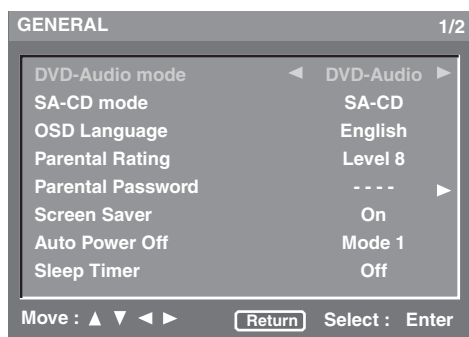 GENERAL 1/2
DVD-Audio mode ◄ DVD-Audio ►
SA-CD mode SA-CD
OSD Language English
Parental Rating Level 8
Parental Password - - - - ►
Screen Saver On
Auto Power Off Mode 1
Sleep Timer Off
Move : ▲ ▼ ◄ ► Return Select : Enter